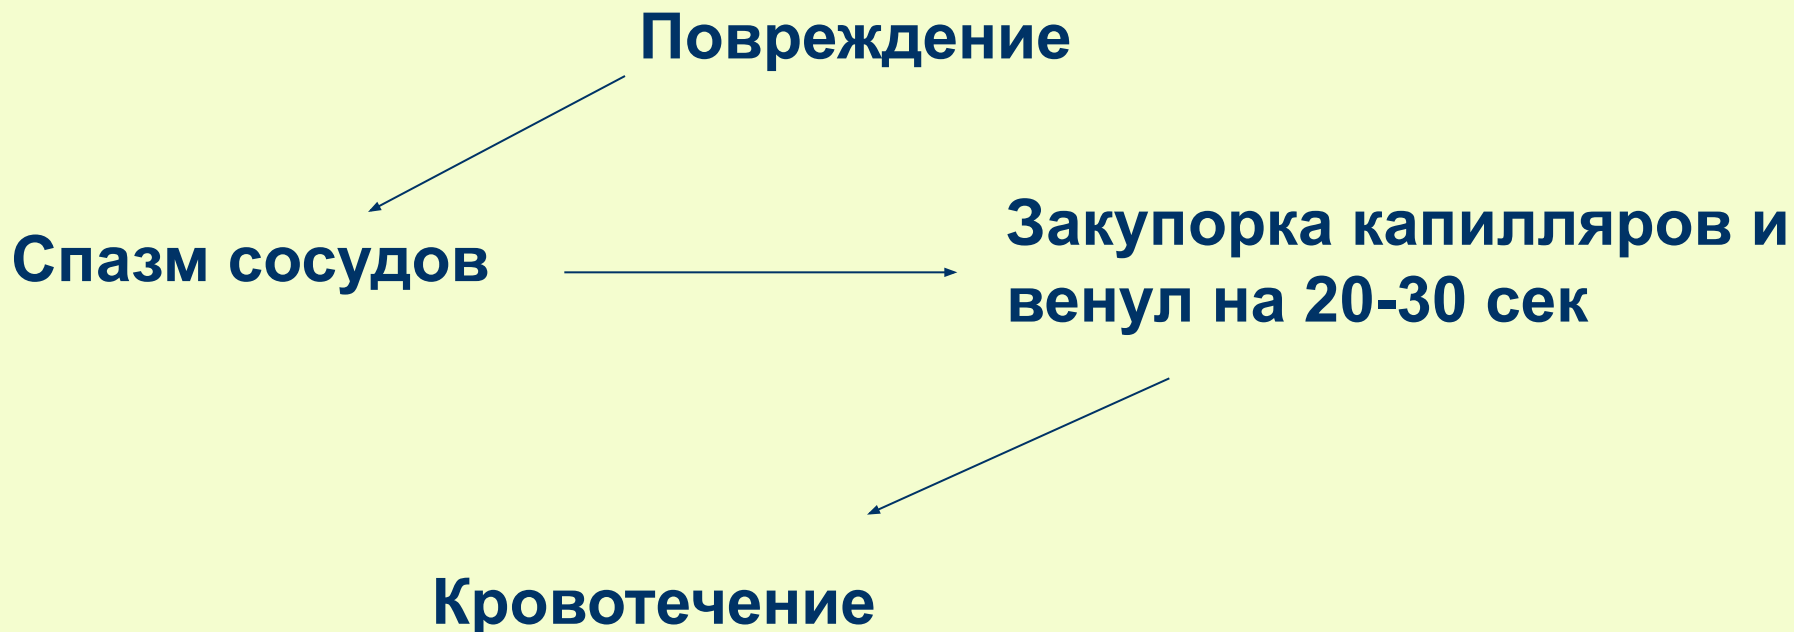 Повреждение
Спазм сосудов
Закупорка капилляров и
венул на 20-30 сек
Кровотечение